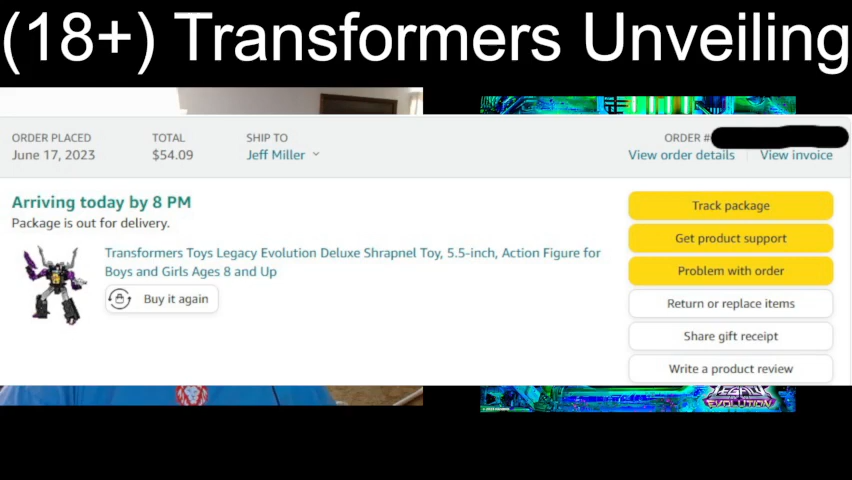 (18+) Transformers Unveiling
ORDER PLACED
June 17, 2023
TOTAL
$54.09
SHIP TO
Jeff Miller
ORDER #
View order details
View invoice
Arriving today by 8 PM
Package is out for delivery.
Transformers Toys Legacy Evolution Deluxe Shrapnel Toy, 5.5-inch, Action Figure for
Boys and Girls Ages 8 and Up
Buy it again
Track package
Get product support
Problem with order
Return or replace items
Share gift receipt
Write a product review
LEGACY
EVOLUTION